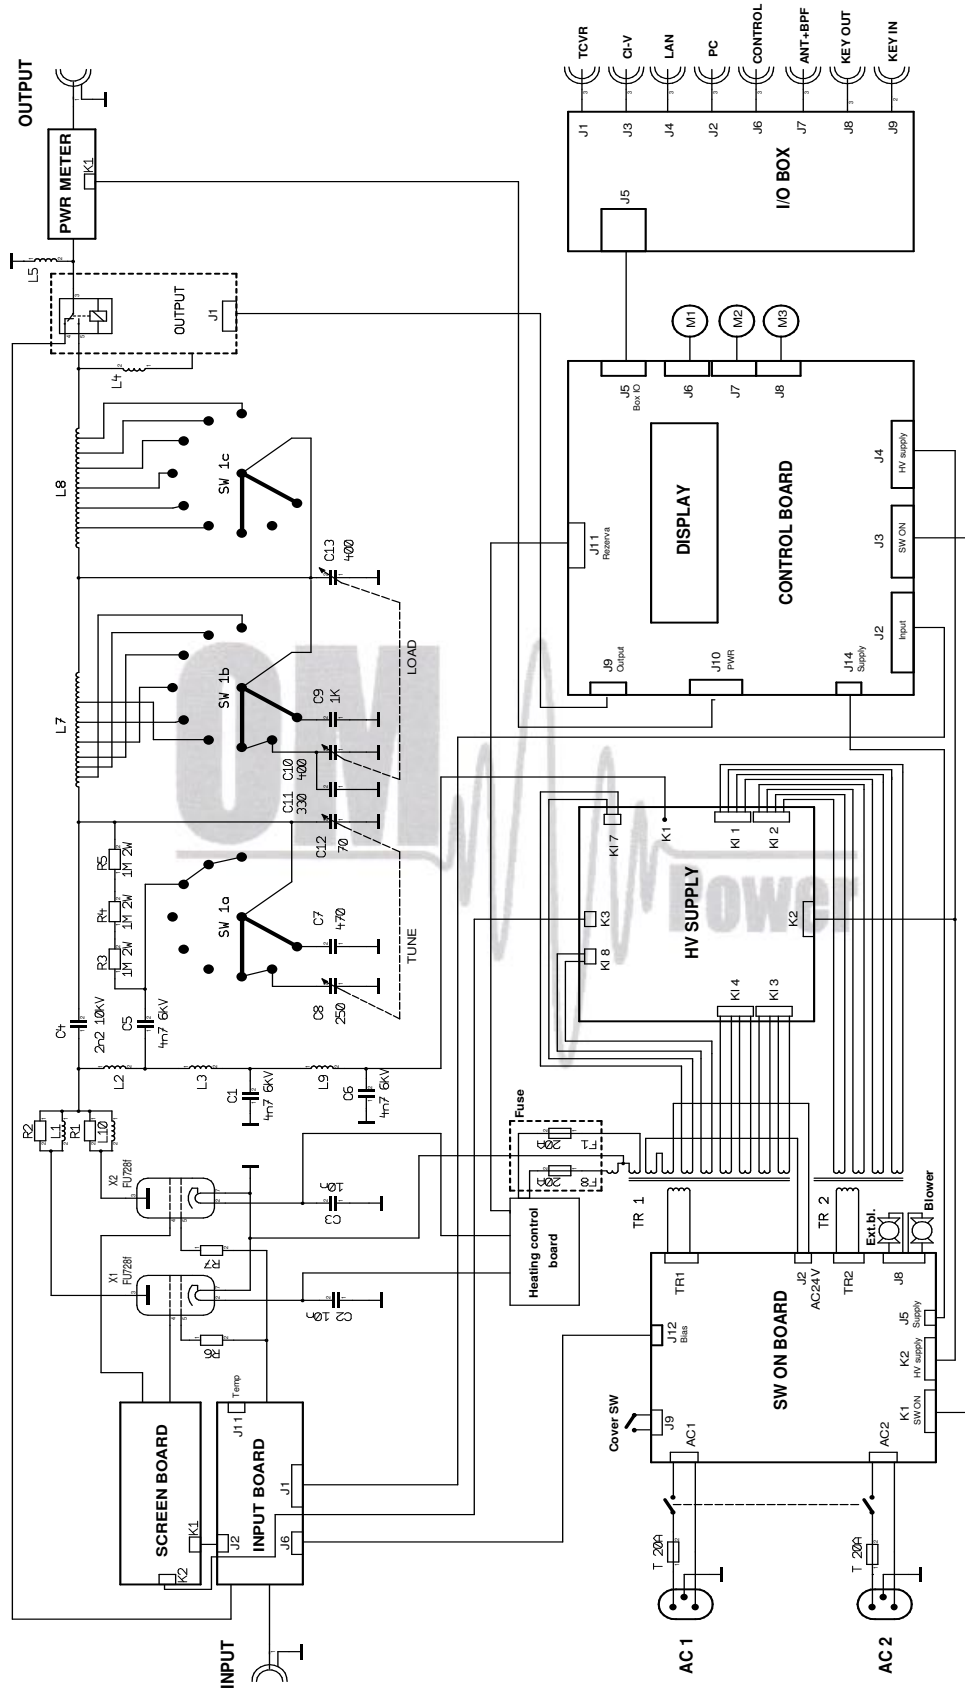 OUTPUT
PWR METER
K1
L5
OUTPUT
J1
L4
L8
SW 1c
C13
400
L7
SW 1b
C9
1K
C10
400
C11
330
C12
70
LOAD
TUNE
R5
1M 2W
R4
1M 2W
R3
1M 2W
SW 1a
C7
470
C8
250
C4
2n2 10KV
C5
4n7 6KV
L2
L3
L9
C1
4n7 6KV
C6
4n7 6KV
R2
L1
R1
L10
X2
FU728f
X1
FU728f
R7
R6
C3
10n
C2 10n
SCREEN BOARD
K2
K1
INPUT BOARD
J2
J11
Temp
J6
J1
INPUT
TCVR
CI-V
LAN
PC
CONTROL
ANT+BPF
KEY OUT
KEY IN
J1
J3
J4
J2
J6
J7
J8
J9
I/O BOX
J5
M1
M2
M3
J5
Box IO
J6
J7
J8
DISPLAY
CONTROL BOARD
J11
Rezerva
J9
Output
J10
PWR
J14
Supply
J4
HV supply
J3
SW ON
J2
Input
HV SUPPLY
KI 7
K1
KI 1
KI 2
K3
KI 8
K2
KI 4
KI 3
Fuse
20A
F1
20A
F8
Heating control
board
TR 1
TR 2
Ext.bl.
Blower
SW ON BOARD
TR1
J2
AC24V
TR2
J8
J12
Bias
J5
Supply
K2
HV supply
K1
SW ON
Cover SW
J9
AC1
AC2
T 20A
T 20A
AC 1
AC 2
OM
Power